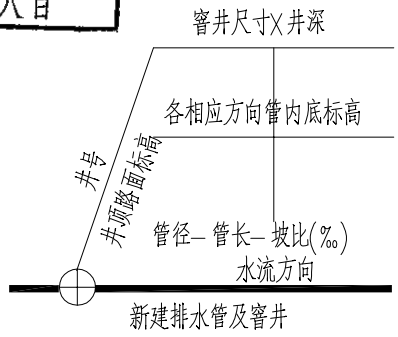 窨井尺寸X井深
各相应方向管内底标高
井号
井顶路面标高
管径—管长—坡比(‰)
水流方向
新建排水管及窨井